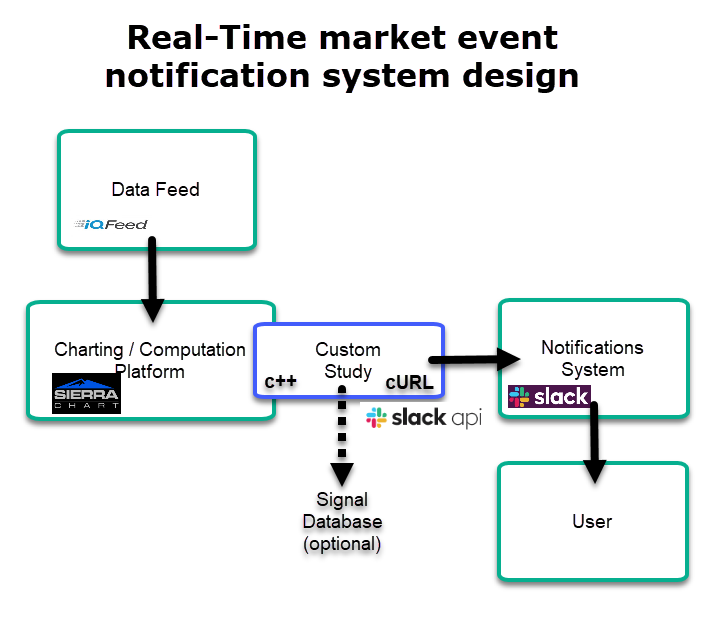 Real-Time market event
notification system design
Data Feed
iQFeed
Charting / Computation
Platform
SIERRA
CHART
Custom
Study
c++
cURL
slack api
Notifications
System
slack
Signal
Database
(optional)
User